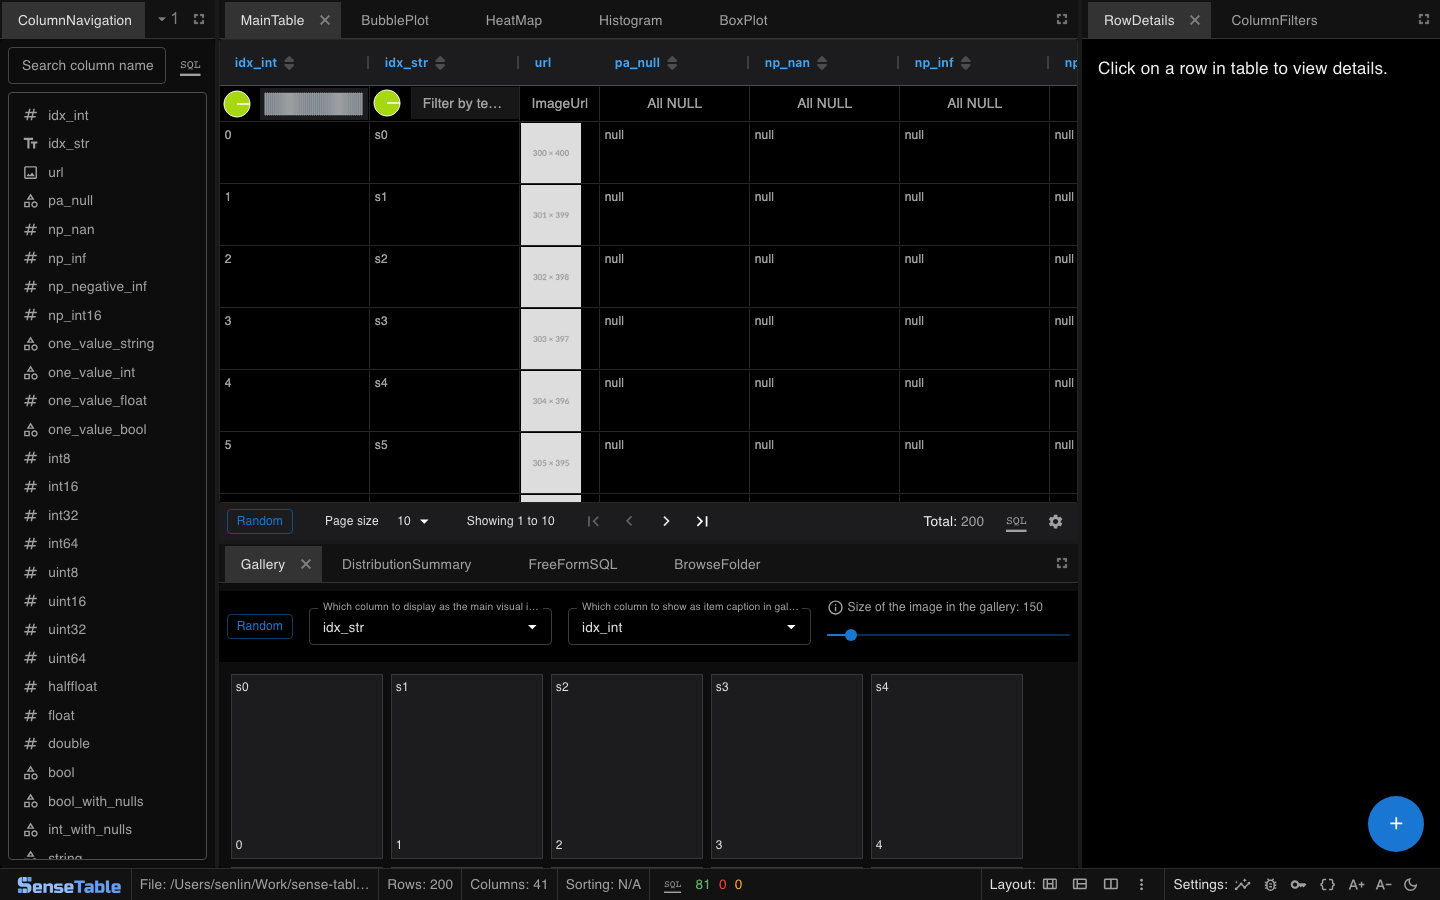 ColumnNavigation
1
Search column name
SQL
idx_int
idx_str
url
pa_null
np_nan
np_inf
np_negative_inf
np_int16
one_value_string
one_value_int
one_value_float
one_value_bool
int8
int16
int32
int64
uint8
uint16
uint32
uint64
halffloat
float
double
bool
bool_with_nulls
int_with_nulls
string
MainTable
BubblePlot
HeatMap
Histogram
BoxPlot
idx_int idx_str url pa_null np_nan np_inf np
Filter by te... ImageUrl All NULL All NULL All NULL
0 s0 300 × 400 null null null null
1 s1 301 × 399 null null null null
2 s2 302 × 398 null null null null
3 s3 303 × 397 null null null null
4 s4 304 × 396 null null null null
5 s5 305 × 395 null null null null
Random Page size 10 Showing 1 to 10 Total: 200 SQL
Gallery
DistributionSummary
FreeFormSQL
BrowseFolder
Random
Which column to display as the main visual i...
idx_str
Which column to show as item caption in gal...
idx_int
Size of the image in the gallery: 150
s0 s1 s2 s3 s4
0 1 2 3 4
RowDetails
ColumnFilters
Click on a row in table to view details.
+
SenseTable
File: /Users/senlin/Work/sense-tabl...
Rows: 200
Columns: 41
Sorting: N/A
SQL 81 0 0
Layout:
Settings:
A+ A-